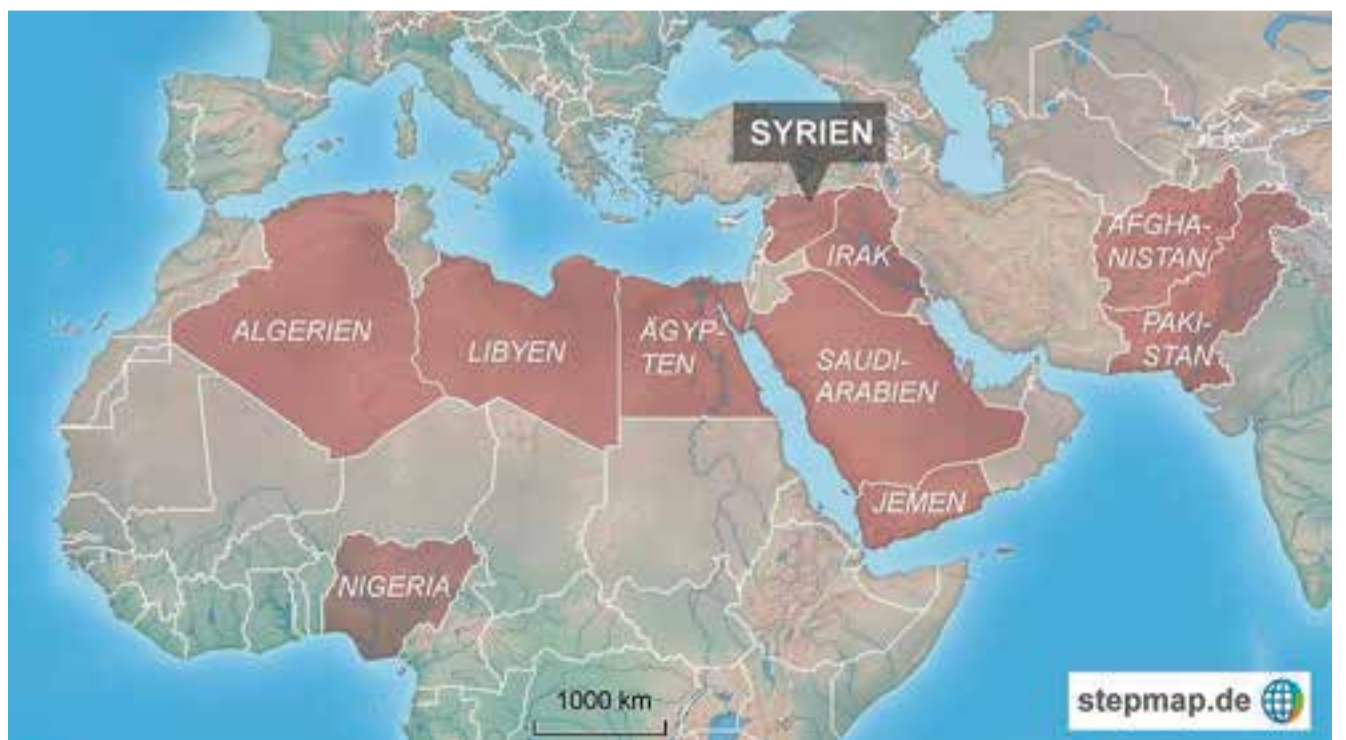 SYRIEN
AFGHA-
NISTAN
IRAK
ALGERIEN
LIBYEN
ÄGYP-
TEN
SAUDI-
ARABIEN
PAKI-
STAN
JEMEN
NIGERIA
1000 km
stepmap.de